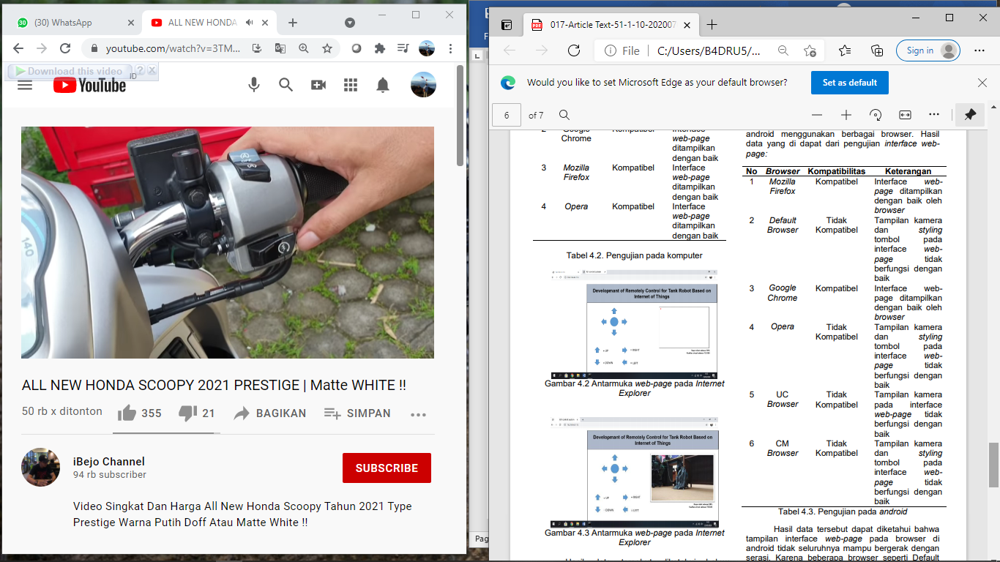 (30) WhatsApp
ALL NEW HONDA
youtube.com/watch?v=3TM...
Download this video
YouTube
ID
140
OFF
ALL NEW HONDA SCOOPY 2021 PRESTIGE | Matte WHITE !!
50 rb x ditonton
355
21
BAGIKAN
SIMPAN
iBejo Channel
94 rb subscriber
SUBSCRIBE
Video Singkat Dan Harga All New Honda Scoopy Tahun 2021 Type
Prestige Warna Putih Doff Atau Matte White !!
F
L
Pag
017-Article Text-51-1-10-202007
File
C:/Users/B4DRU5/...
Sign in
Would you like to set Microsoft Edge as your default browser?
Set as default
6 of 7
2 Google Kompatibel Interface
Chrome web-page
ditampilkan
dengan baik
3 Mozilla Kompatibel Interface
Firefox web-page
ditampilkan
dengan baik
4 Opera Kompatibel Interface
web-page
ditampilkan
dengan baik
Tabel 4.2. Pengujian pada komputer
Development of Remotely Control for Tank Robot Based on
Internet of Things
= UP = RIGHT
= DOWN = LEFT
Gambar 4.2 Antarmuka web-page pada Internet
Explorer
Development of Remotely Control for Tank Robot Based on
Internet of Things
= UP = RIGHT
= DOWN = LEFT
Gambar 4.3 Antarmuka web-page pada Internet
Explorer
android menggunakan berbagai browser. Hasil
data yang di dapat dari pengujian interface web-
page:
No Browser Kompatibilitas Keterangan
1 Mozilla Kompatibel Interface web-
Firefox page ditampilkan
dengan baik oleh
browser
2 Default Tidak Tampilan kamera
Browser Kompatibel dan styling
tombol pada
interface web-
page tidak
berfungsi dengan
baik
3 Google Kompatibel Interface web-
Chrome page ditampilkan
dengan baik oleh
browser
4 Opera Tidak Tampilan kamera
Kompatibel dan styling
tombol pada
interface web-
page tidak
berfungsi dengan
baik
5 UC Tidak Tampilan kamera
Browser Kompatibel pada interface
web-page tidak
berfungsi dengan
baik
6 CM Tidak Tampilan kamera
Browser Kompatibel dan styling
tombol pada
interface web-
page tidak
berfungsi dengan
baik
Tabel 4.3. Pengujian pada android
Hasil data tersebut dapat diketahui bahwa
tampilan interface web-page pada browser di
android tidak seluruhnya mampu bergerak dengan
serasi. Karena beberapa browser seperti Default